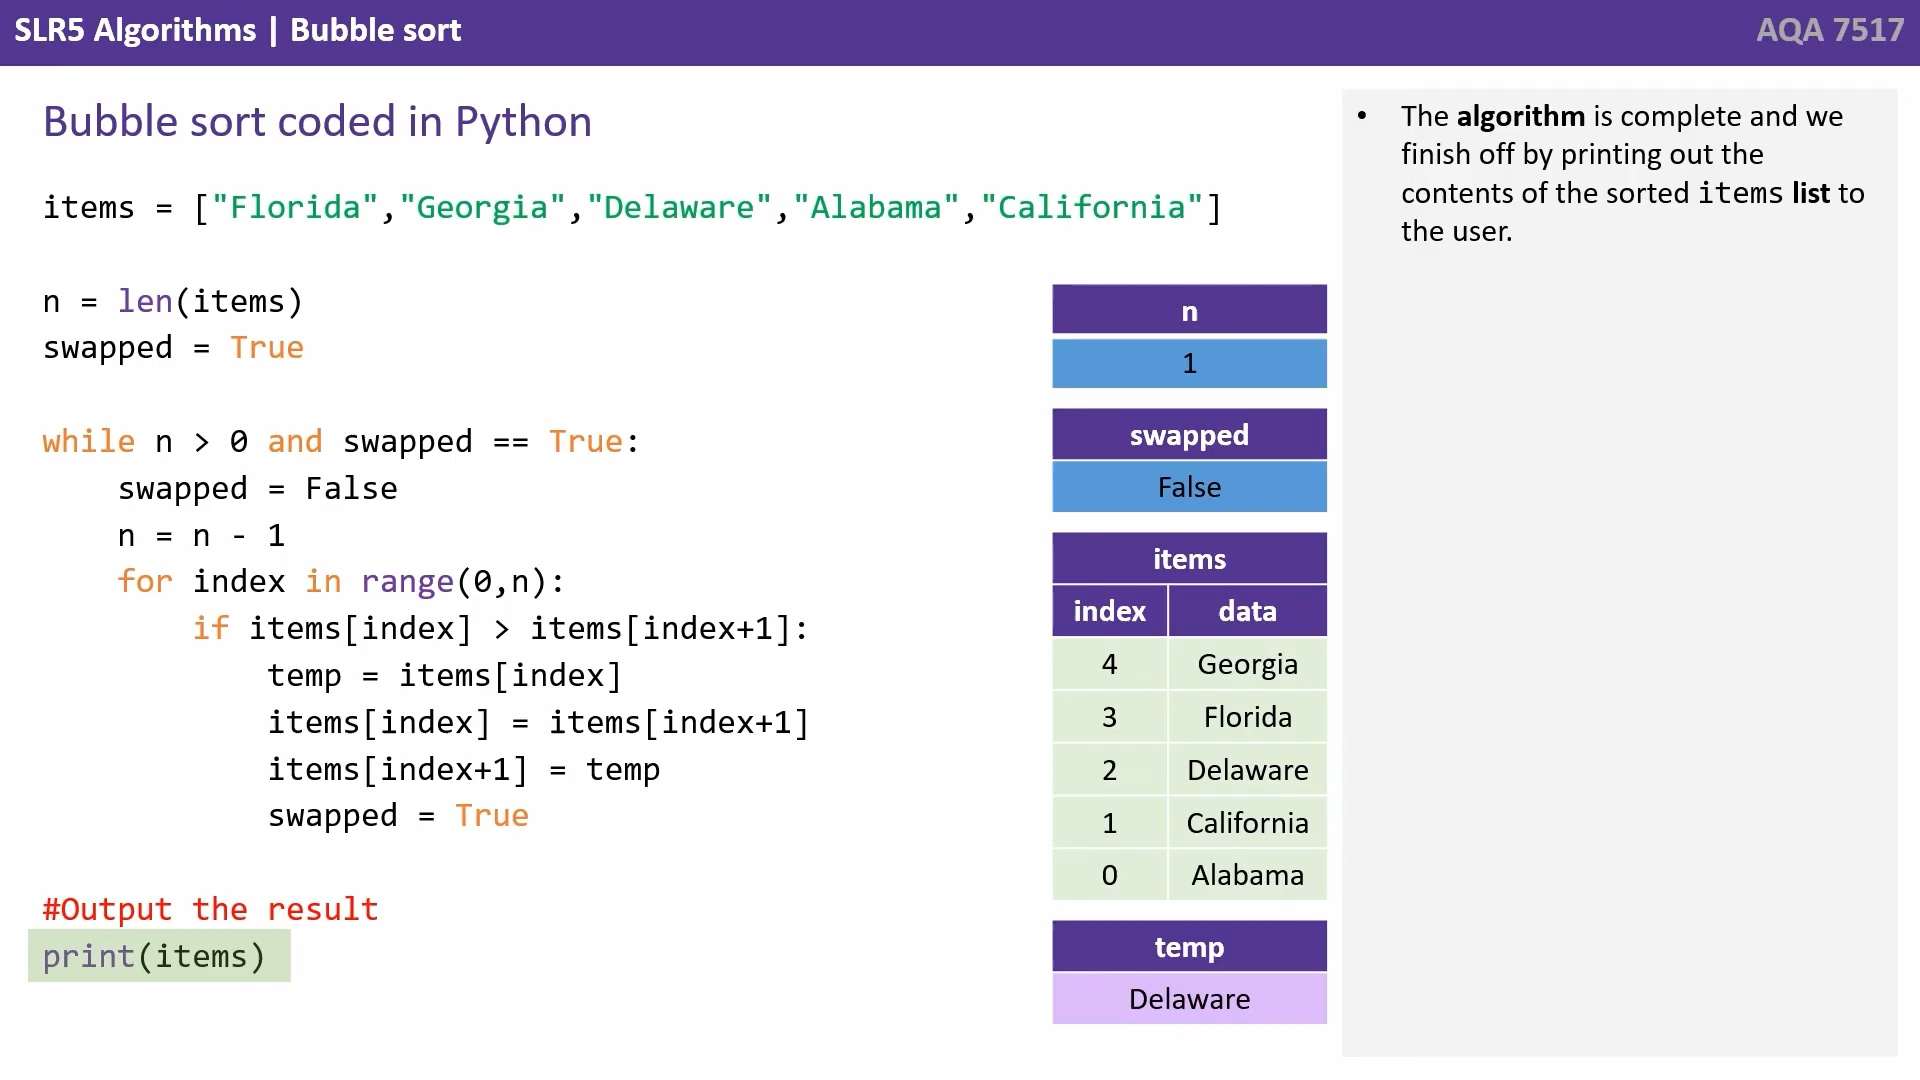 SLR5 Algorithms | Bubble sort
AQA 7517
Bubble sort coded in Python
items = ["Florida","Georgia","Delaware","Alabama","California"]
n = len(items)
swapped = True
while n > 0 and swapped == True:
    swapped = False
    n = n - 1
    for index in range(0,n):
        if items[index] > items[index+1]:
            temp = items[index]
            items[index] = items[index+1]
            items[index+1] = temp
            swapped = True
#Output the result
print(items)
n
1
swapped
False
items
index data
4 Georgia
3 Florida
2 Delaware
1 California
0 Alabama
temp
Delaware
• The algorithm is complete and we
finish off by printing out the
contents of the sorted items list to
the user.